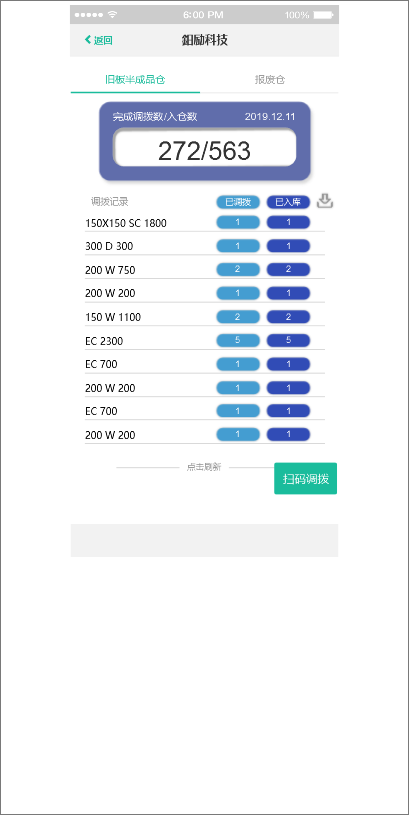 6:00 PM 100%
返回 鉬励科技
旧板半成品仓 报废仓
完成调拨数/入仓数 2019.12.11
272/563
调拨记录 已调拨 已入库
150X150 SC 1800 1 1
300 D 300 1 1
200 W 750 2 2
200 W 200 1 1
150 W 1100 2 2
EC 2300 5 5
EC 700 1 1
200 W 200 1 1
EC 700 1 1
200 W 200 1 1
点击刷新
扫码调拨